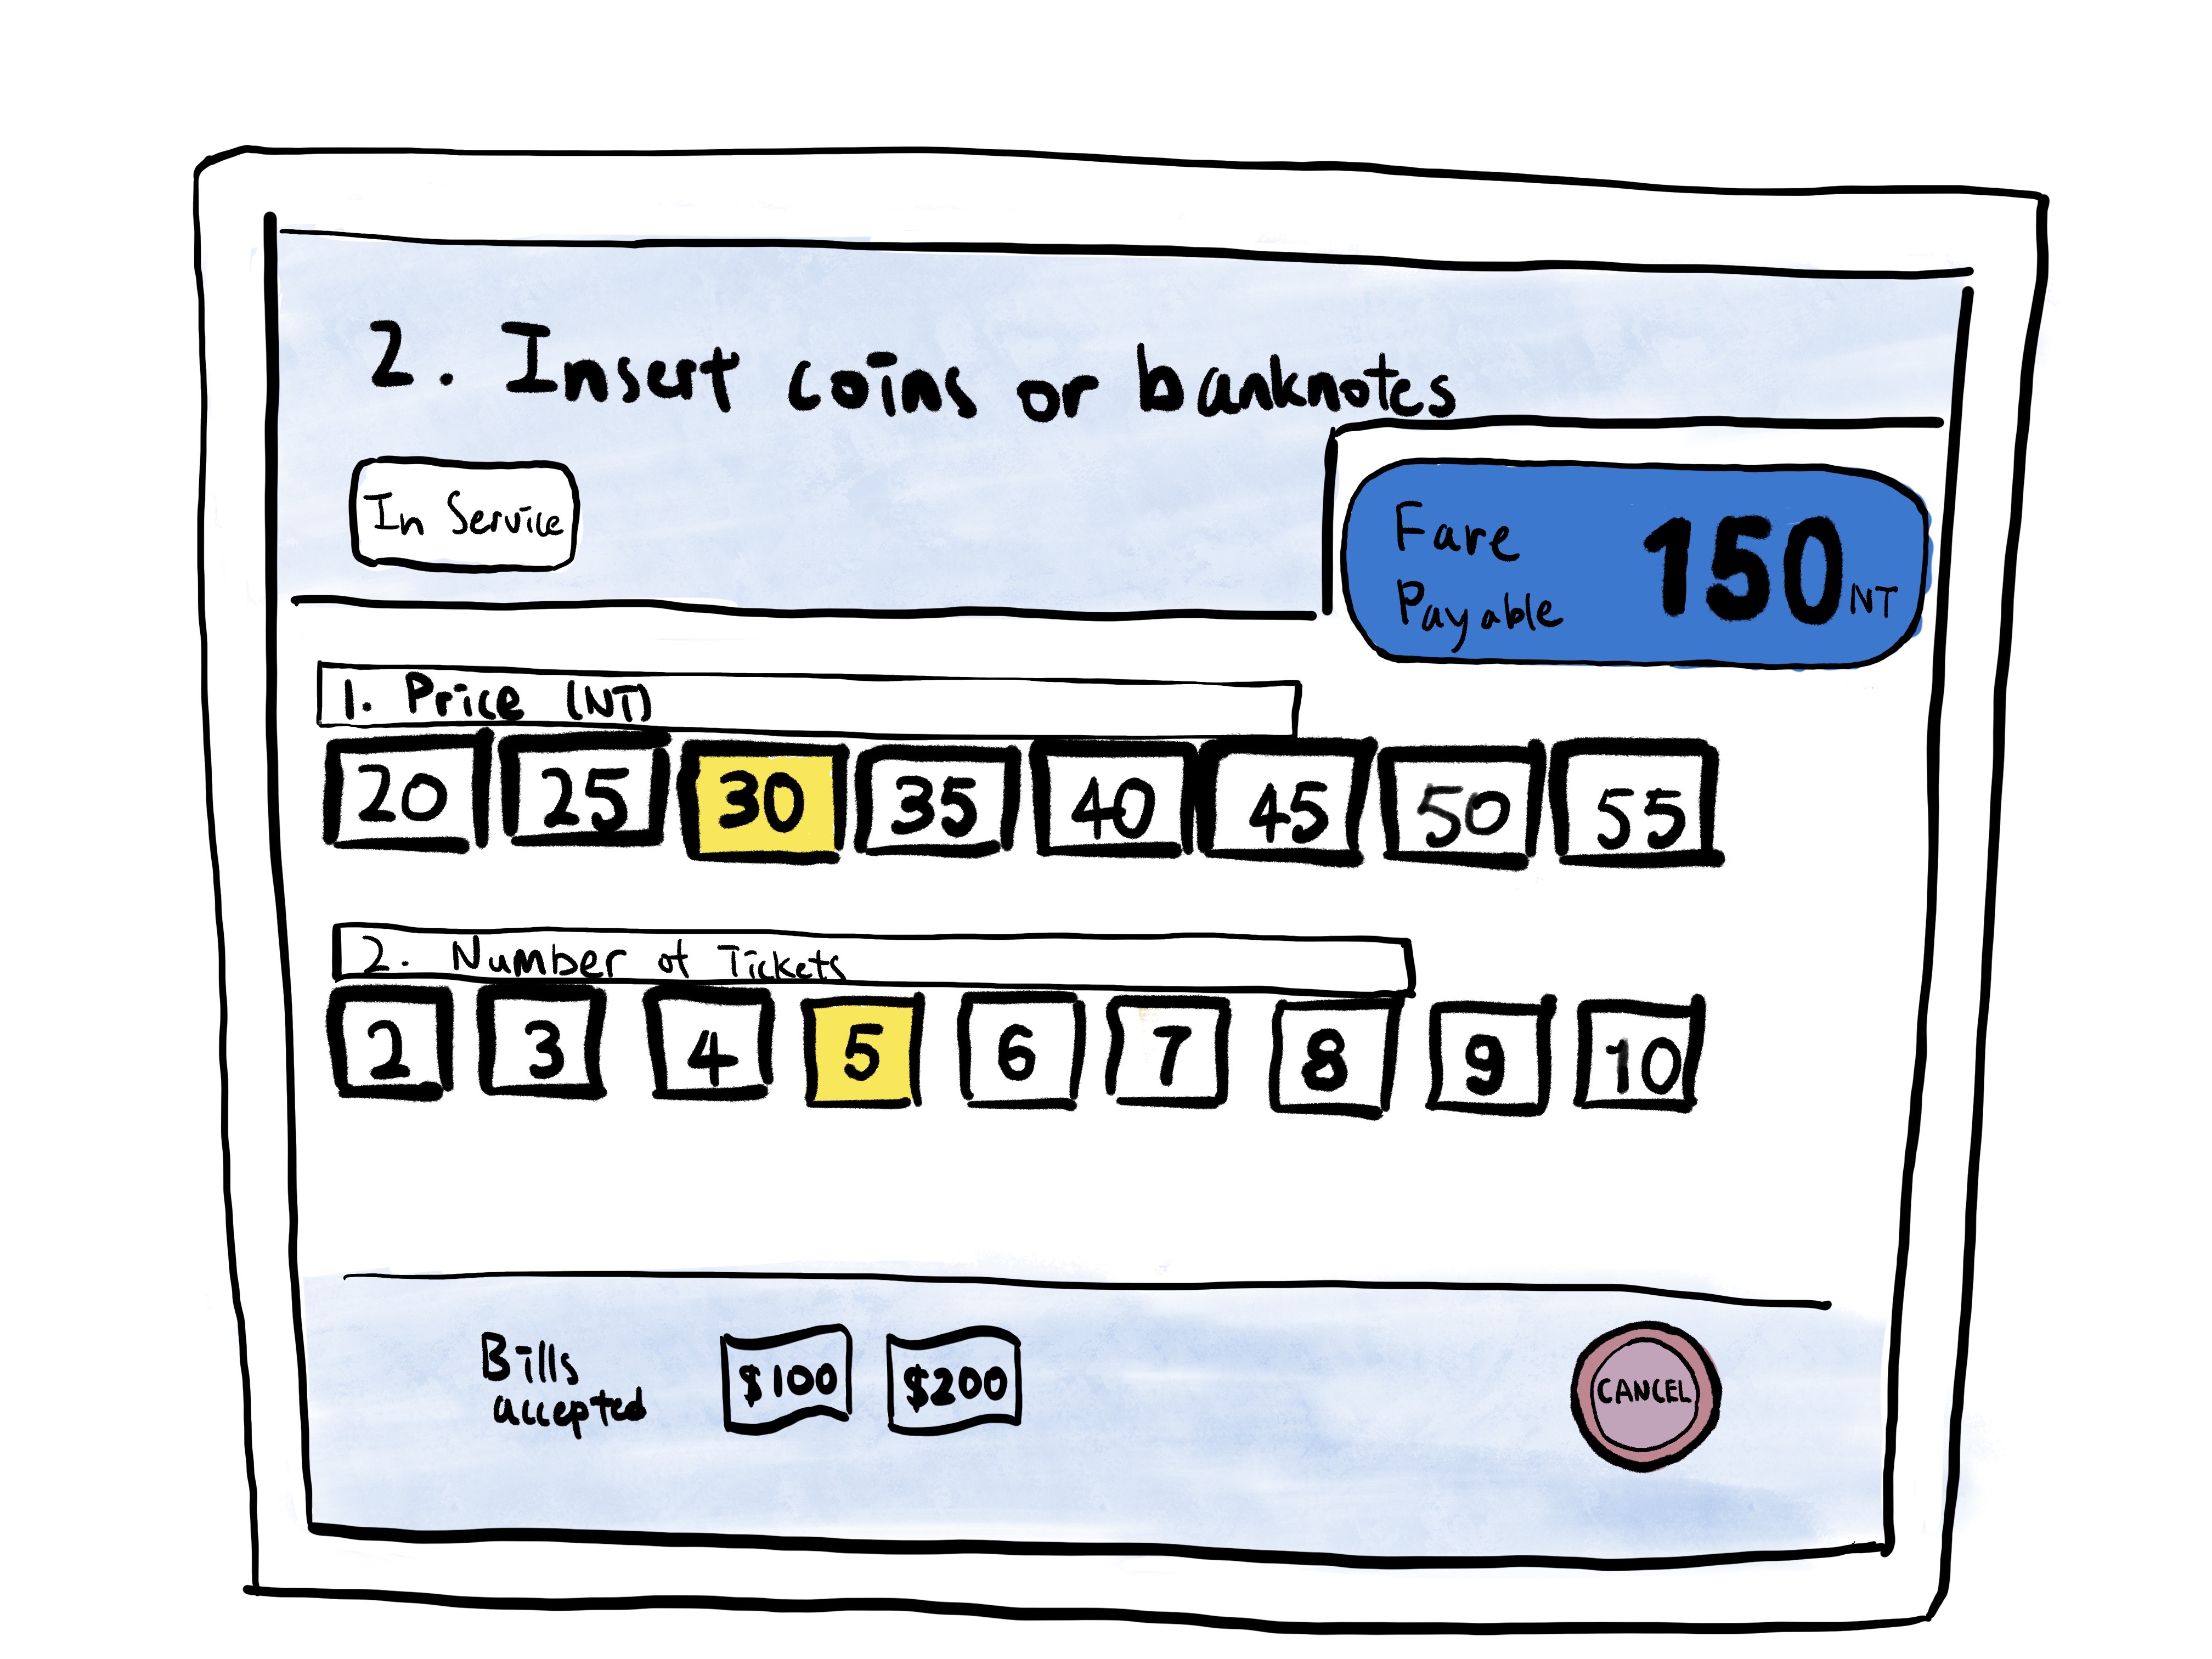 2. Insert coins or banknotes
In Service
Fare
Payable
150 NT
1. Price (NT)
20 25 30 35 40 45 50 55
2. Number of Tickets
2 3 4 5 6 7 8 9 10
Bills
accepted
$100 $200
CANCEL